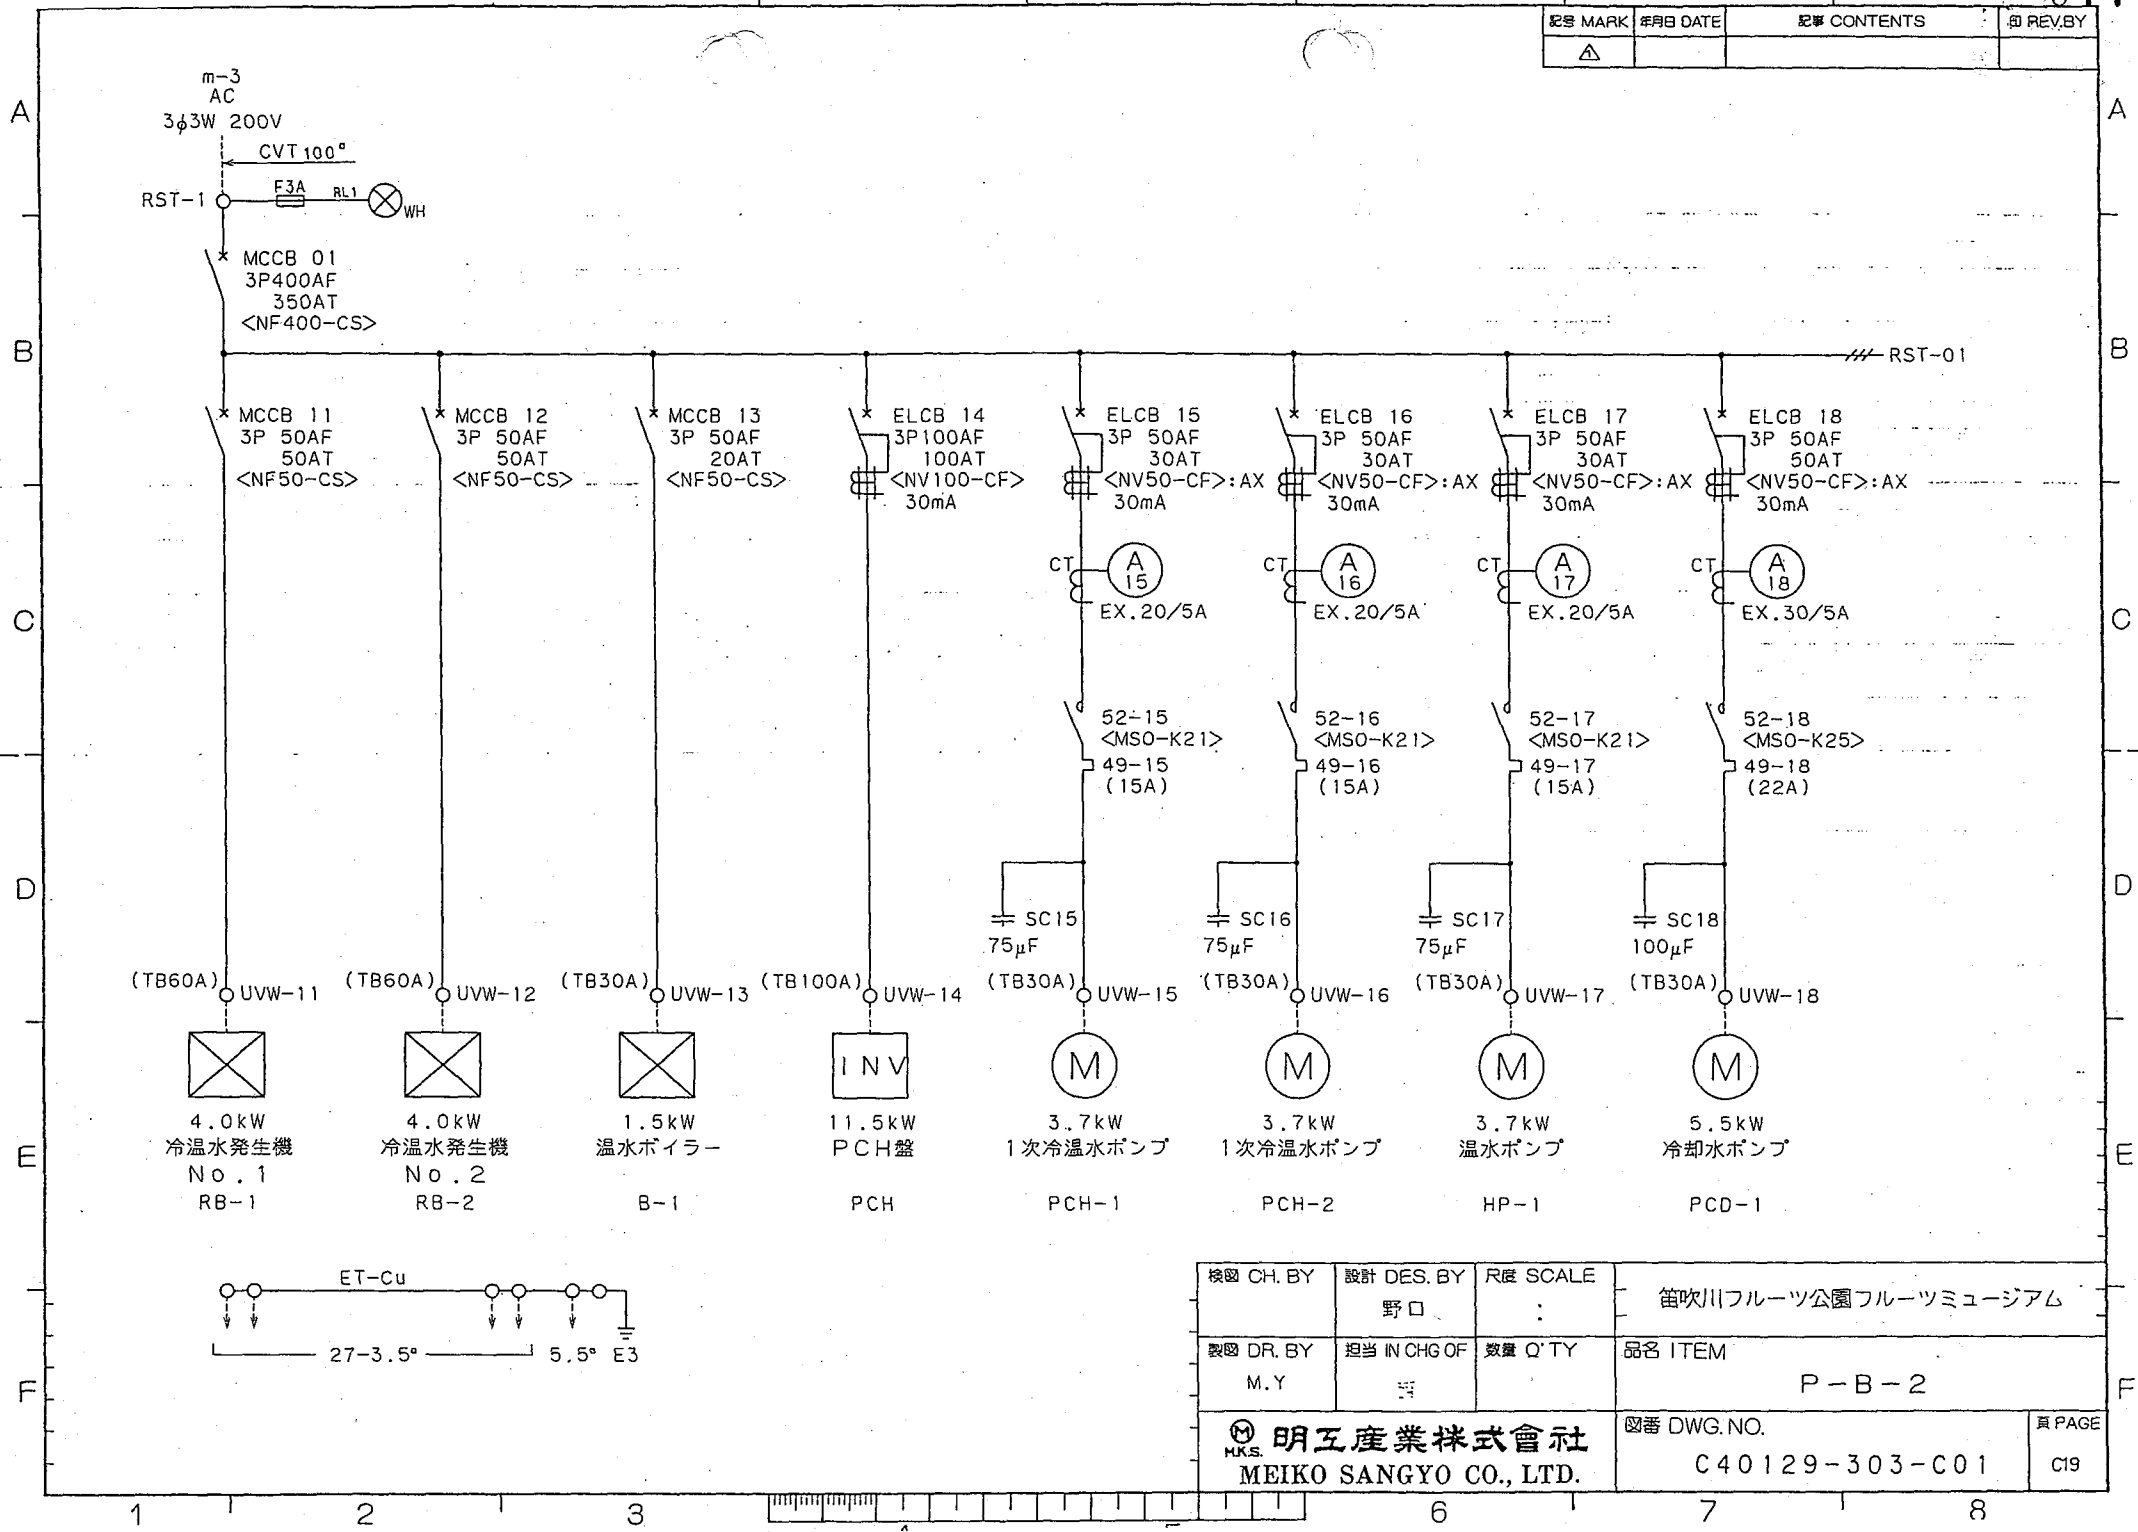 記号 MARK 年月日 DATE 記事 CONTENTS 印 REV.BY
1
m-3
AC
3φ3W 200V
CVT 100°
RST-1 F3A RL1 WH
MCCB 01
3P400AF
350AT
<NF400-CS>
RST-01
MCCB 11
3P 50AF
50AT
<NF50-CS>
MCCB 12
3P 50AF
50AT
<NF50-CS>
MCCB 13
3P 50AF
20AT
<NF50-CS>
ELCB 14
3P100AF
100AT
<NV100-CF>
30mA
ELCB 15
3P 50AF
30AT
<NV50-CF>:AX
30mA
ELCB 16
3P 50AF
30AT
<NV50-CF>:AX
30mA
ELCB 17
3P 50AF
30AT
<NV50-CF>:AX
30mA
ELCB 18
3P 50AF
50AT
<NV50-CF>:AX
30mA
CT A 15
EX.20/5A
CT A 16
EX.20/5A
CT A 17
EX.20/5A
CT A 18
EX.30/5A
52-15
<MSO-K21>
49-15
(15A)
52-16
<MSO-K21>
49-16
(15A)
52-17
<MSO-K21>
49-17
(15A)
52-18
<MSO-K25>
49-18
(22A)
SC15
75μF
SC16
75μF
SC17
75μF
SC18
100μF
(TB60A) UVW-11
(TB60A) UVW-12
(TB30A) UVW-13
(TB100A) UVW-14
(TB30A) UVW-15
(TB30A) UVW-16
(TB30A) UVW-17
(TB30A) UVW-18
INV
M
M
M
M
4.0kW
冷温水発生機
No.1
RB-1
4.0kW
冷温水発生機
No.2
RB-2
1.5kW
温水ボイラー
B-1
11.5kW
PCH盤
PCH
3.7kW
1次冷温水ポンプ
PCH-1
3.7kW
1次冷温水ポンプ
PCH-2
3.7kW
温水ポンプ
HP-1
5.5kW
冷却水ポンプ
PCD-1
ET-Cu
27-3.5° 5.5° E3
検図 CH. BY 設計 DES. BY 尺度 SCALE
野口 :
笛吹川フルーツ公園フルーツミュージアム
製図 DR. BY 担当 IN CHG OF 数量 Q'TY
M.Y
品名 ITEM
P-B-2
M.K.S. 明互産業株式會社
MEIKO SANGYO CO., LTD.
図番 DWG. NO.
C40129-303-C01
頁 PAGE
C19
A
B
C
D
E
F
A
B
C
D
E
F
1 2 3 6 7 8